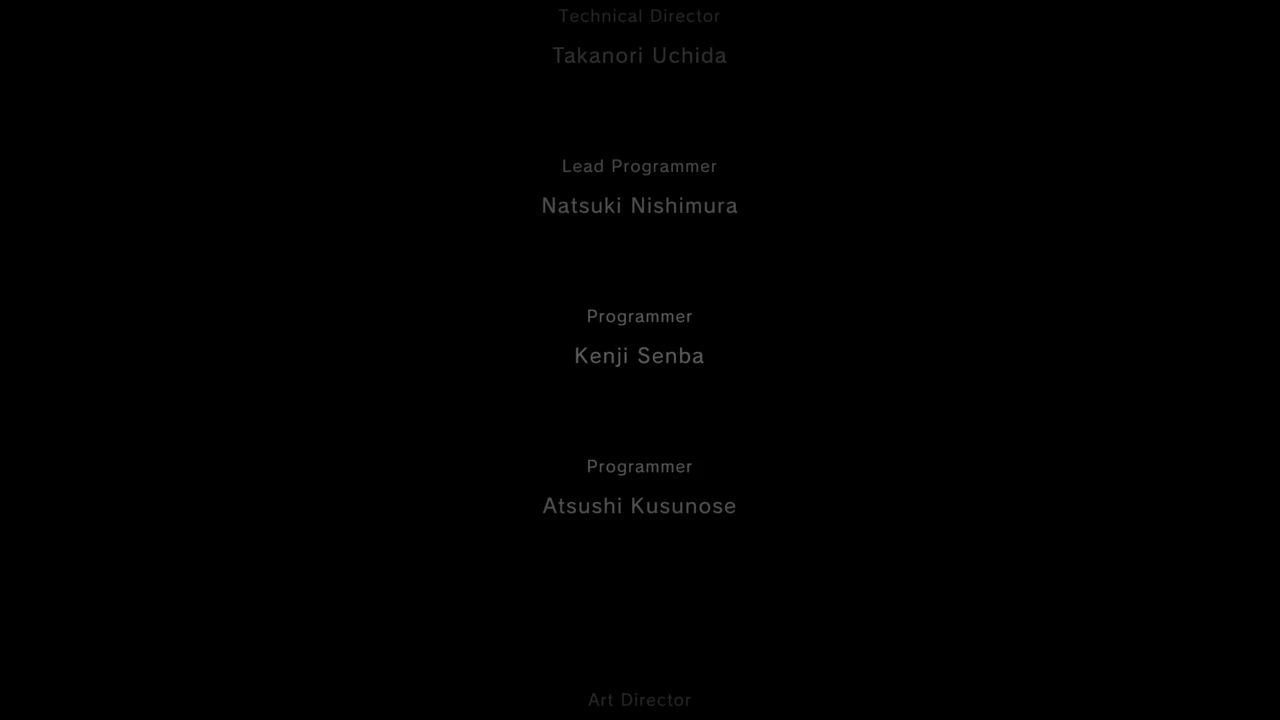 Technical Director
Takanori Uchida
Lead Programmer
Natsuki Nishimura
Programmer
Kenji Senba
Programmer
Atsushi Kusunose
Art Director